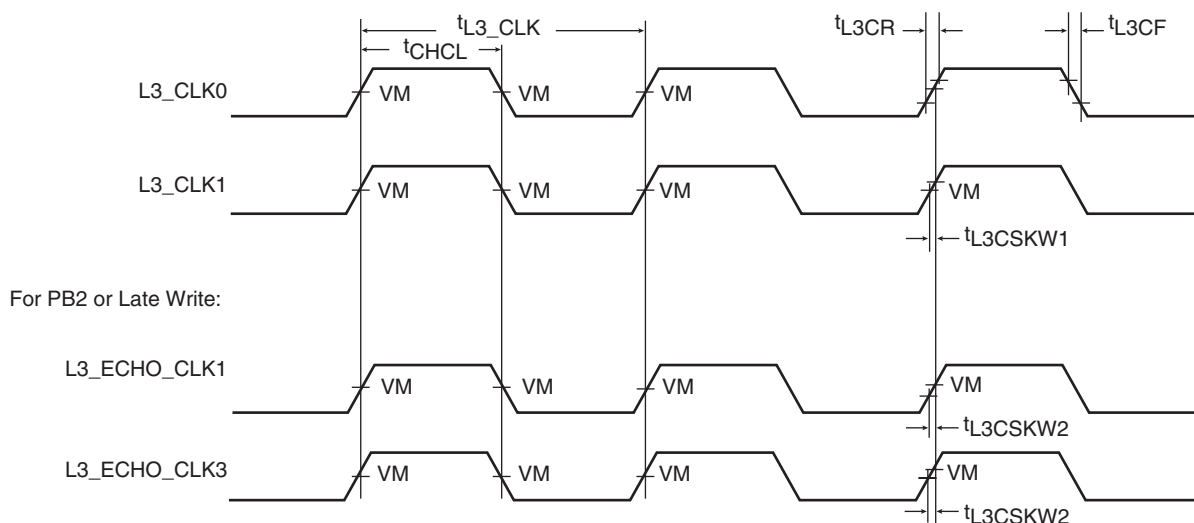 tL3_CLK
tL3CR
tL3CF
tCHCL
L3_CLK0
VM
VM
VM
L3_CLK1
VM
VM
VM
VM
tL3CSKW1
For PB2 or Late Write:
L3_ECHO_CLK1
VM
VM
VM
VM
tL3CSKW2
L3_ECHO_CLK3
VM
VM
VM
VM
tL3CSKW2